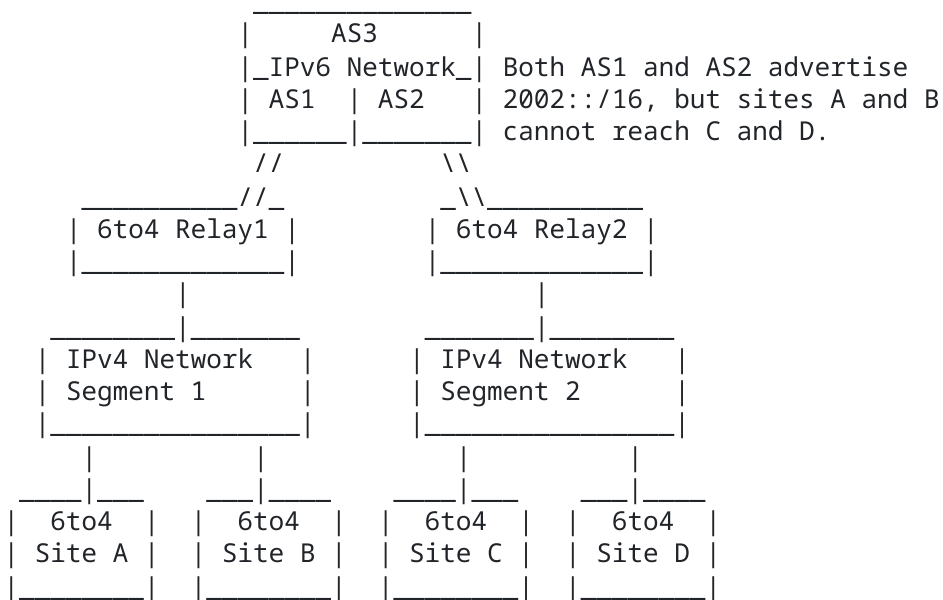 AS3
IPv6 Network Both AS1 and AS2 advertise
AS1 AS2 2002::/16, but sites A and B
cannot reach C and D.
6to4 Relay1 6to4 Relay2
IPv4 Network IPv4 Network
Segment 1 Segment 2
6to4 6to4 6to4 6to4
Site A Site B Site C Site D